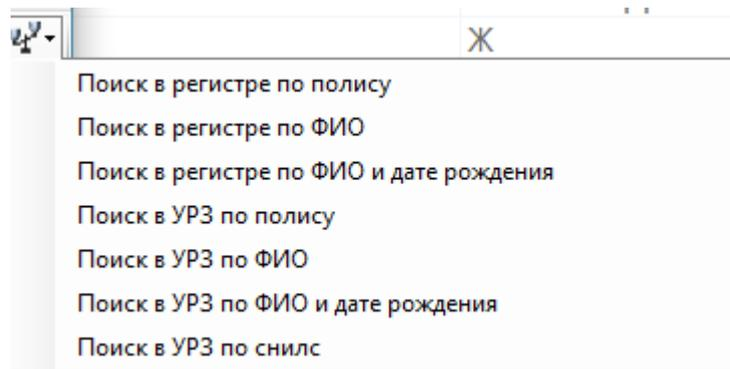 Ж
Поиск в регистре по полису
Поиск в регистре по ФИО
Поиск в регистре по ФИО и дате рождения
Поиск в УРЗ по полису
Поиск в УРЗ по ФИО
Поиск в УРЗ по ФИО и дате рождения
Поиск в УРЗ по снилс